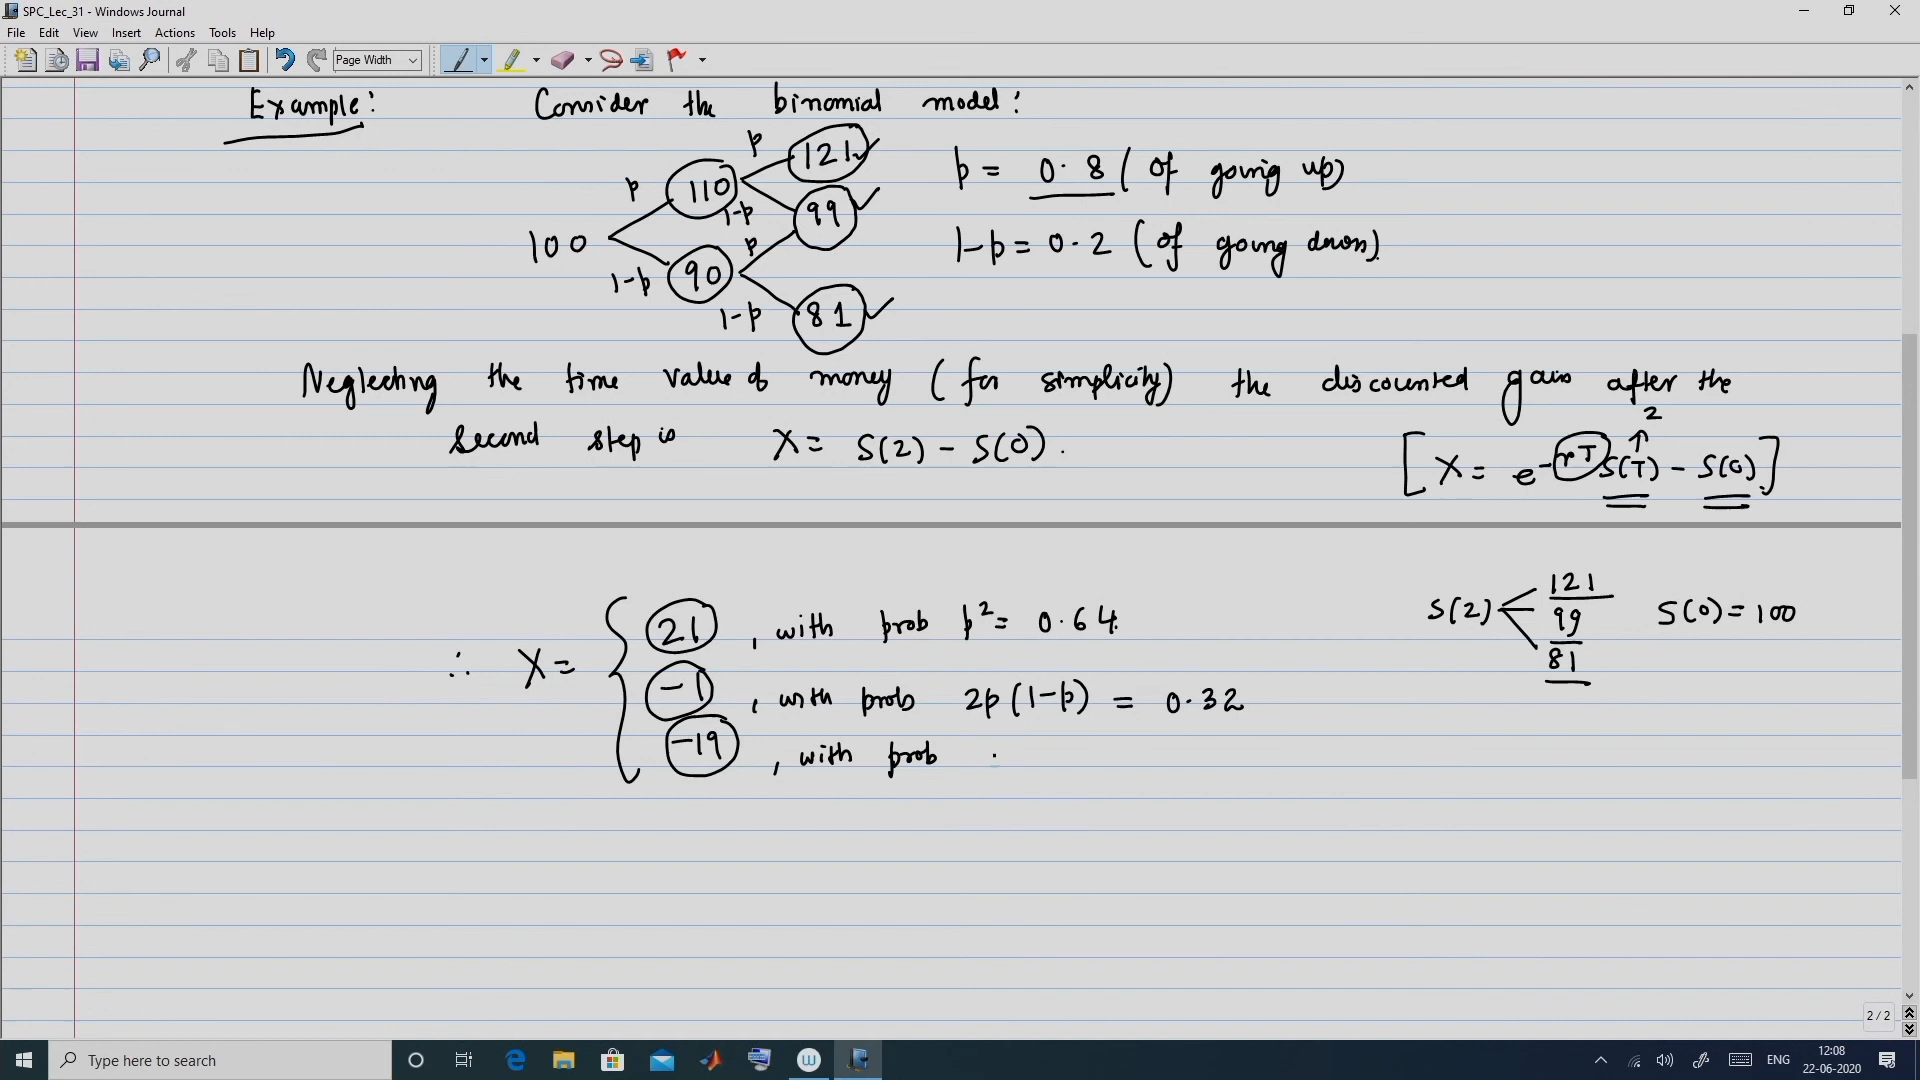 SPC_Lec_31 - Windows Journal
File Edit View Insert Actions Tools Help
Page Width
Example: Consider the binomial model:
100 p 110 1-p 90
p 121 1-p 99 p 1-p 81
p = 0.8 (of going up)
1-p = 0.2 (of going down).
Neglecting the time value of money (for simplicity) the discounted gain after the
second step is X = S(2) - S(0).
2
[X = e^-rT S(T) - S(0).]
∴ X = { 21, with prob p² = 0.64.
-1, with prob 2p(1-p) = 0.32
-19, with prob
S(2) 121 99 81 S(0) = 100
2 / 2
Type here to search
ENG
12:08
22-06-2020